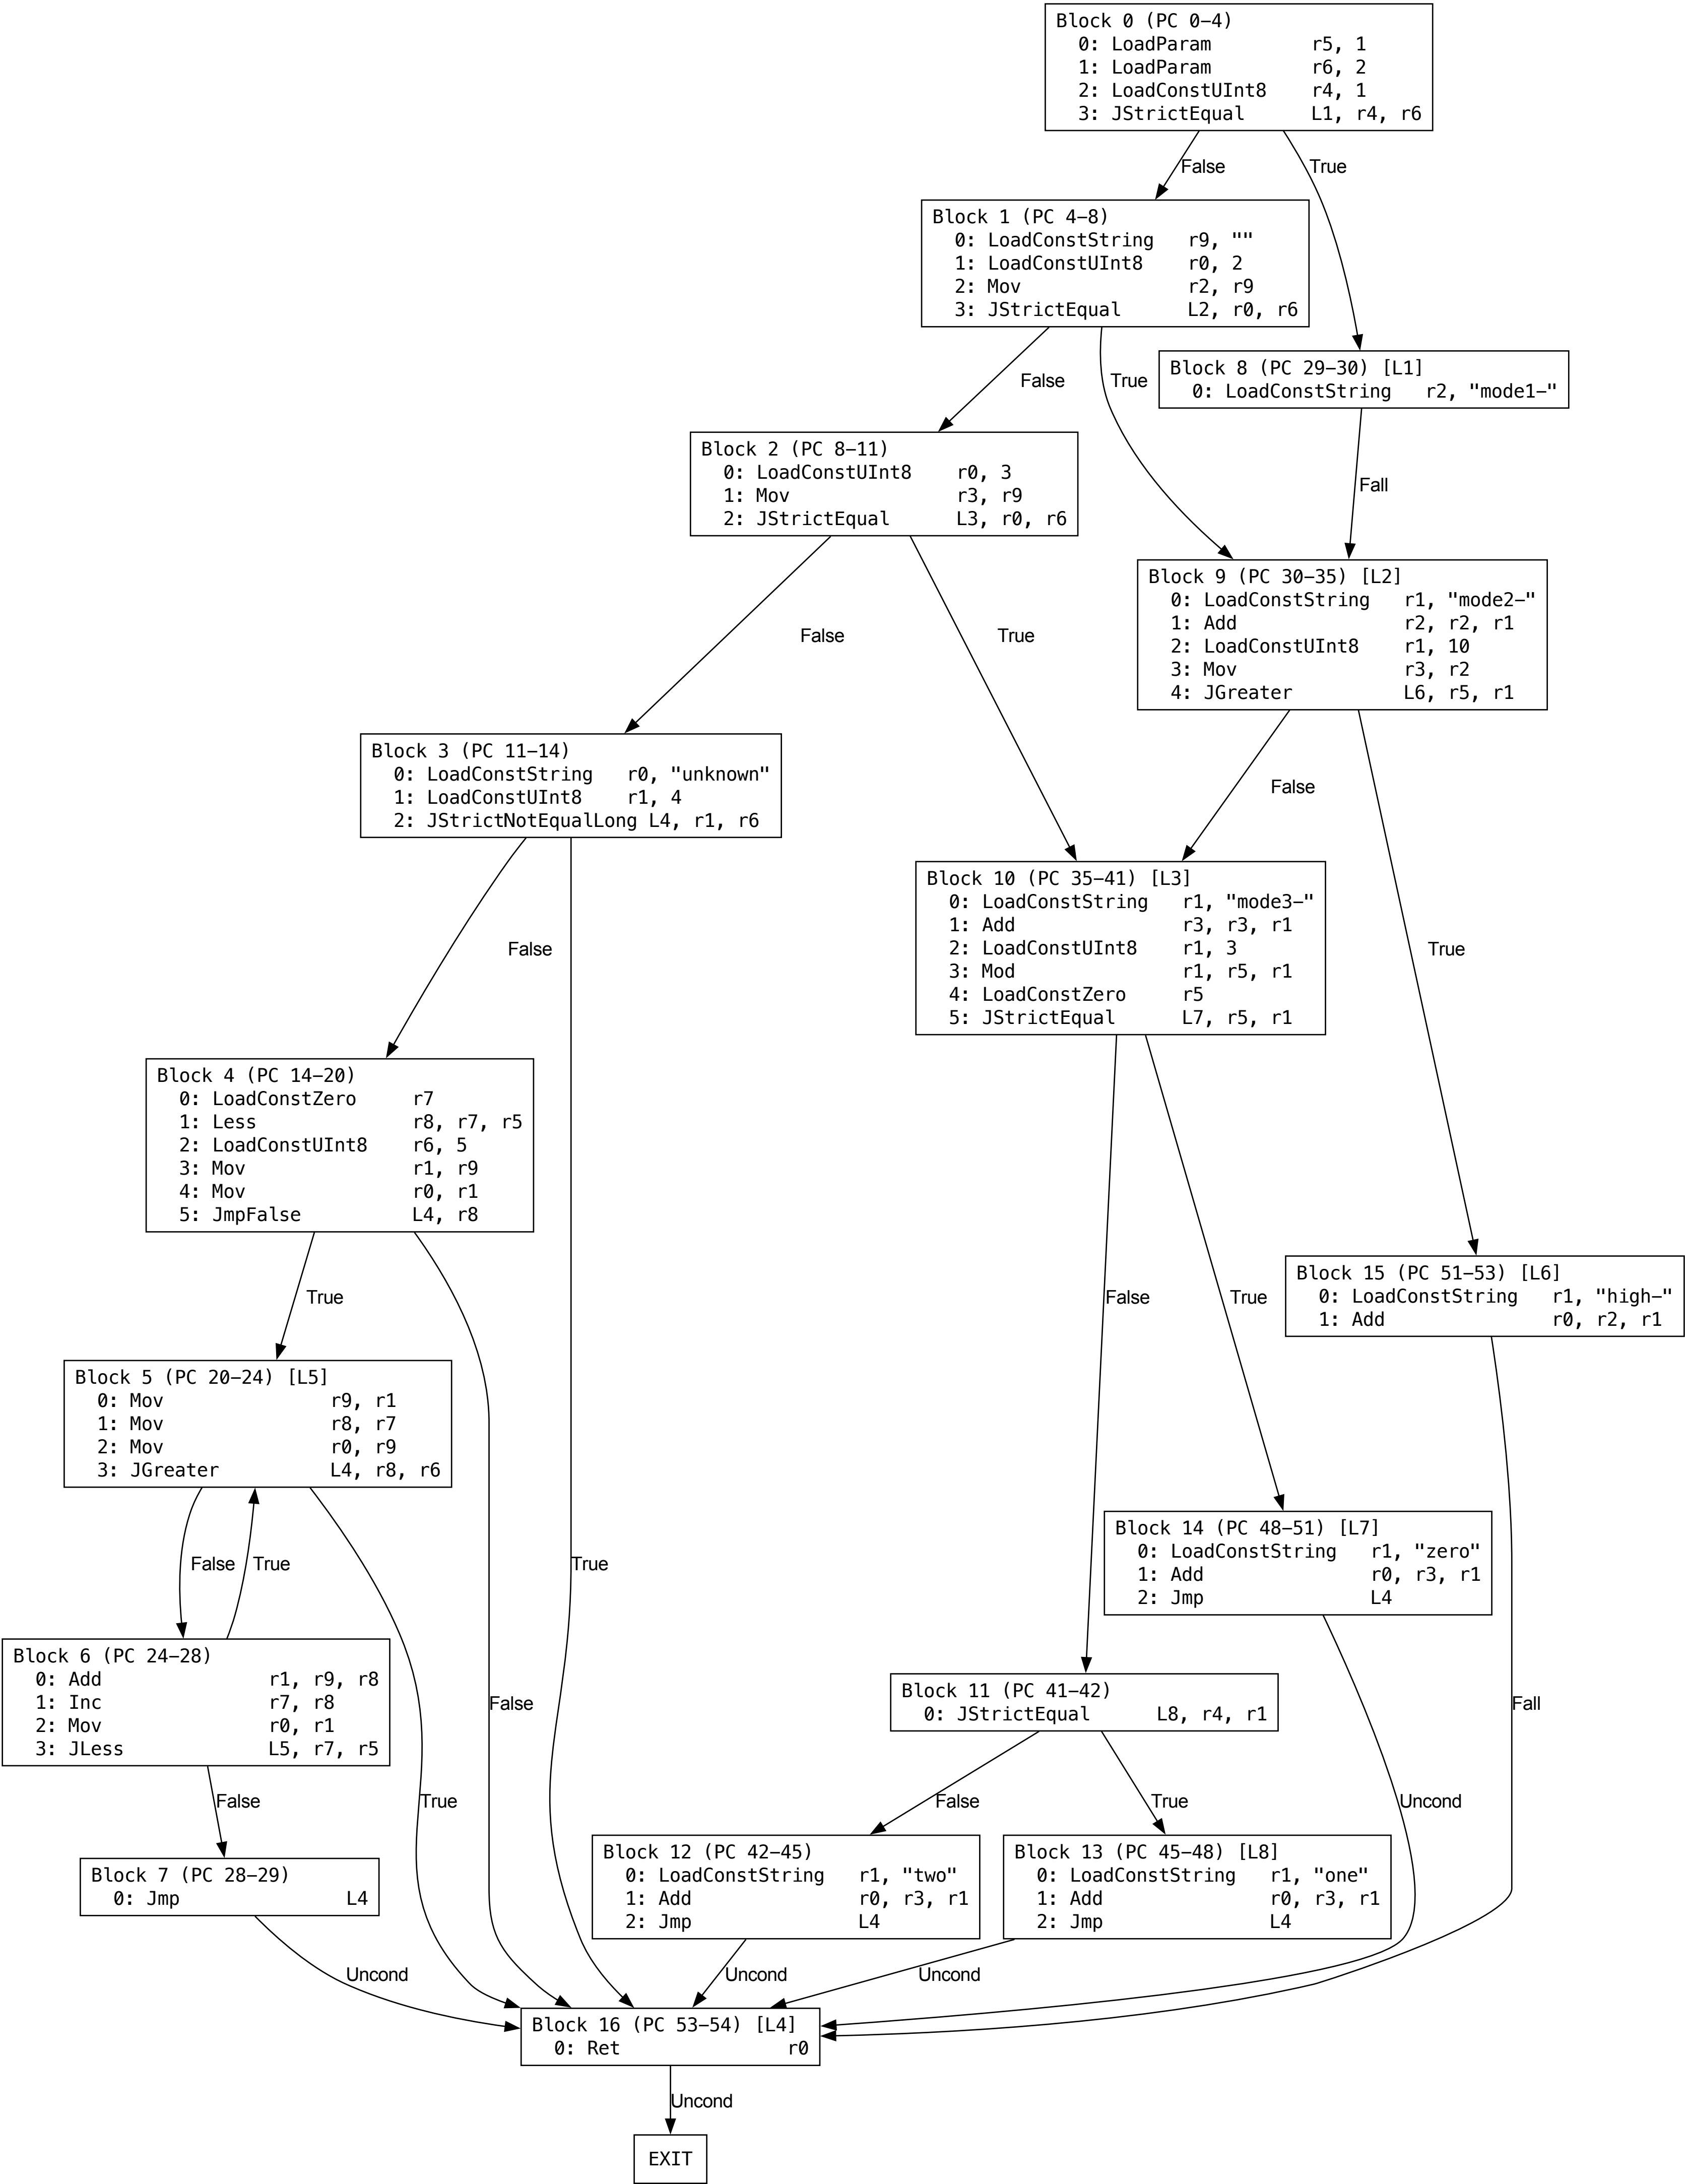 Block 0 (PC 0-4)
0: LoadParam r5, 1
1: LoadParam r6, 2
2: LoadConstUInt8 r4, 1
3: JStrictEqual L1, r4, r6
False
True
Block 1 (PC 4-8)
0: LoadConstString r9, ""
1: LoadConstUInt8 r0, 2
2: Mov r2, r9
3: JStrictEqual L2, r0, r6
False
True
Block 8 (PC 29-30) [L1]
0: LoadConstString r2, "mode1-"
Fall
Block 2 (PC 8-11)
0: LoadConstUInt8 r0, 3
1: Mov r3, r9
2: JStrictEqual L3, r0, r6
False
True
Block 9 (PC 30-35) [L2]
0: LoadConstString r1, "mode2-"
1: Add r2, r2, r1
2: LoadConstUInt8 r1, 10
3: Mov r3, r2
4: JGreater L6, r5, r1
False
True
Block 3 (PC 11-14)
0: LoadConstString r0, "unknown"
1: LoadConstUInt8 r1, 4
2: JStrictNotEqualLong L4, r1, r6
False
True
Block 10 (PC 35-41) [L3]
0: LoadConstString r1, "mode3-"
1: Add r3, r3, r1
2: LoadConstUInt8 r1, 3
3: Mod r1, r5, r1
4: LoadConstZero r5
5: JStrictEqual L7, r5, r1
False
True
Block 4 (PC 14-20)
0: LoadConstZero r7
1: Less r8, r7, r5
2: LoadConstUInt8 r6, 5
3: Mov r1, r9
4: Mov r0, r1
5: JmpFalse L4, r8
True
False
Block 15 (PC 51-53) [L6]
0: LoadConstString r1, "high-"
1: Add r0, r2, r1
Fall
Block 5 (PC 20-24) [L5]
0: Mov r9, r1
1: Mov r8, r7
2: Mov r0, r9
3: JGreater L4, r8, r6
False
True
True
Block 14 (PC 48-51) [L7]
0: LoadConstString r1, "zero"
1: Add r0, r3, r1
2: Jmp L4
Uncond
Block 6 (PC 24-28)
0: Add r1, r9, r8
1: Inc r7, r8
2: Mov r0, r1
3: JLess L5, r7, r5
False
Block 11 (PC 41-42)
0: JStrictEqual L8, r4, r1
False
True
Block 7 (PC 28-29)
0: Jmp L4
Uncond
Block 12 (PC 42-45)
0: LoadConstString r1, "two"
1: Add r0, r3, r1
2: Jmp L4
Uncond
Block 13 (PC 45-48) [L8]
0: LoadConstString r1, "one"
1: Add r0, r3, r1
2: Jmp L4
Uncond
Block 16 (PC 53-54) [L4]
0: Ret r0
Uncond
EXIT